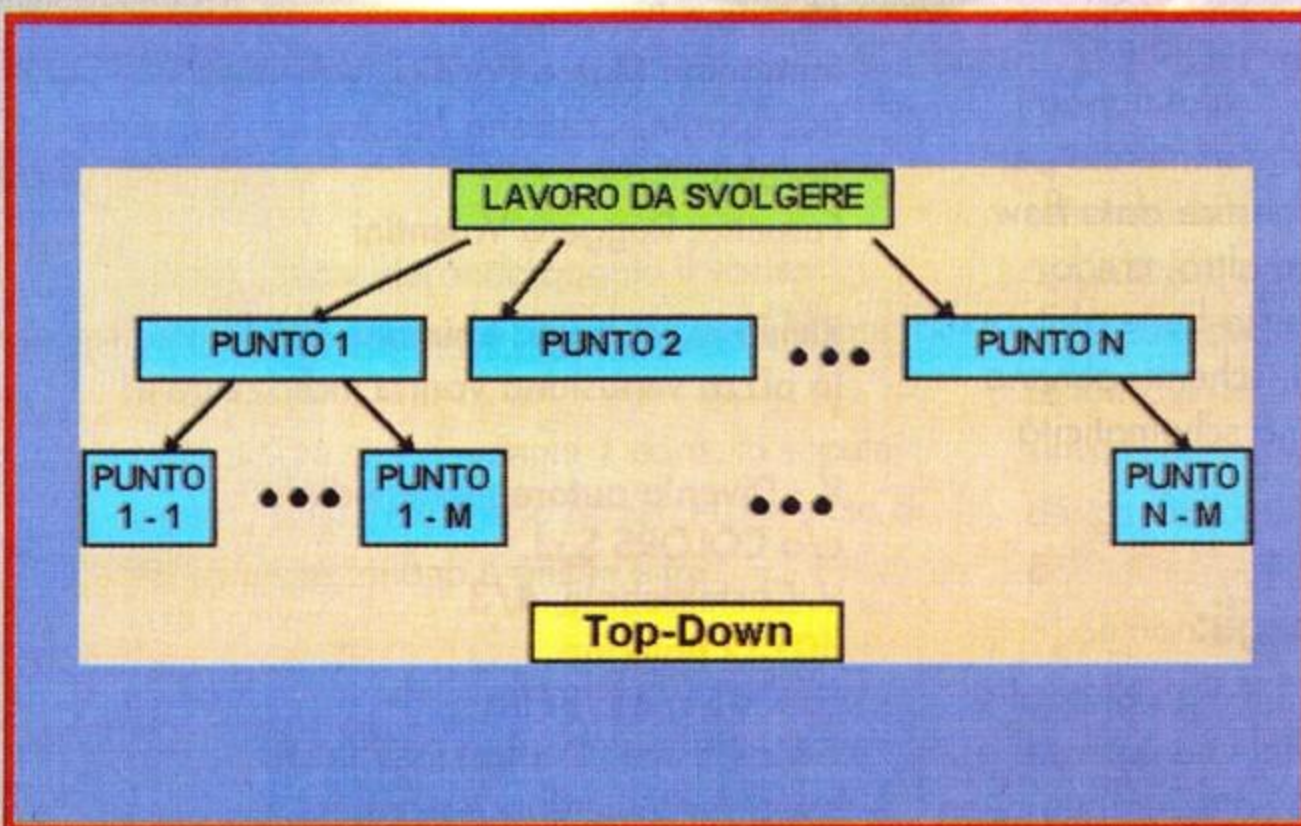 LAVORO DA SVOLGERE
PUNTO 1
PUNTO 2
PUNTO N
PUNTO
1 - 1
PUNTO
1 - M
PUNTO
N - M
Top-Down